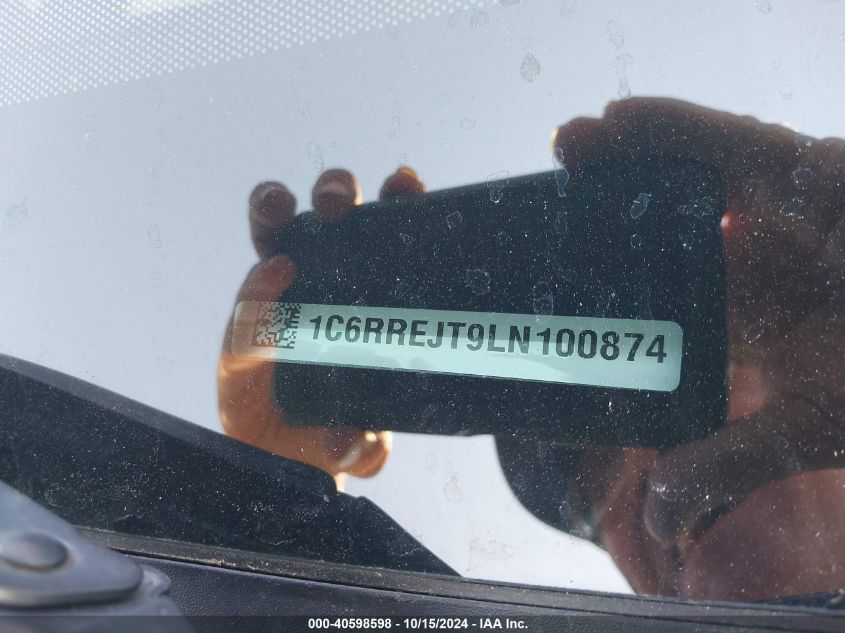 1C6RREJT9LN100874
000-40598598 - 10/15/2024 - IAA, Inc.